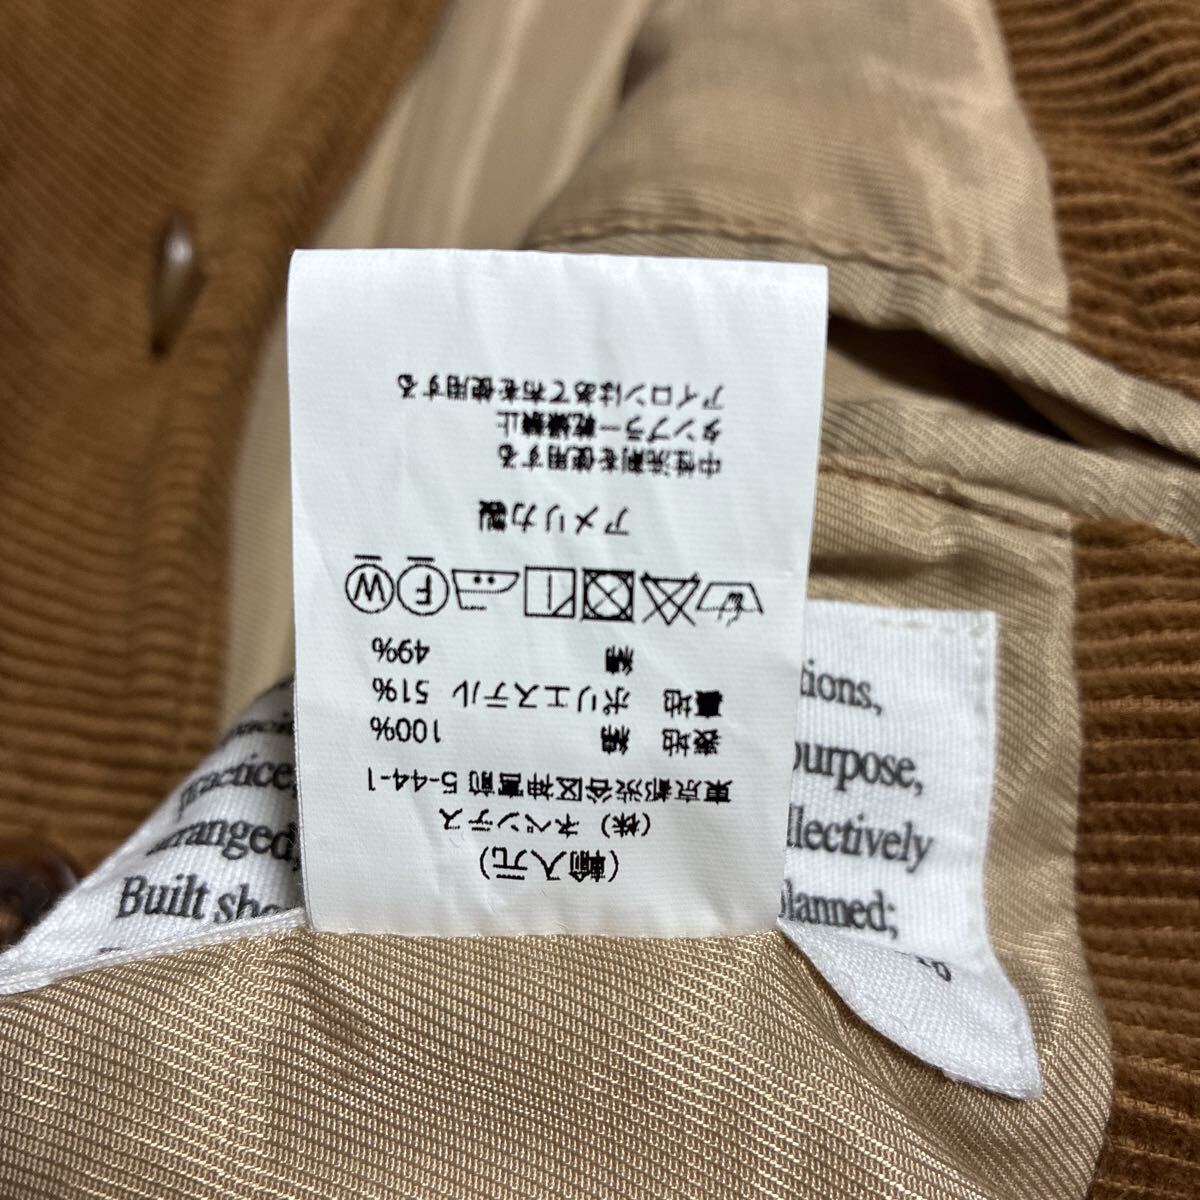 (輸入元)
(株) ネペンテス
東京都渋谷区神宮前 5-44-1
表地 綿 100%
裏地 ポリエステル 51%
綿 49%
F
W
アメリカ製
中性洗剤を使用する
タンブラー乾燥禁止
アイロンはあて布を使用する
tions,
practice,
purpose,
arranged,
llectively
Built
planned;